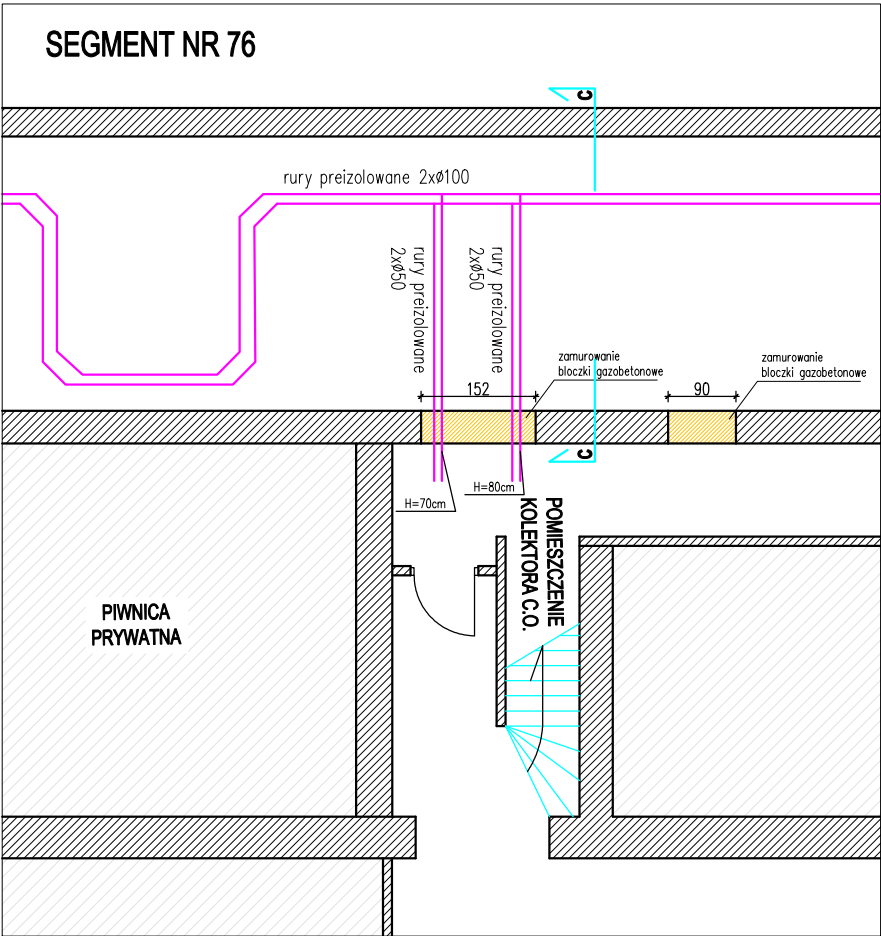 SEGMENT NR 76
C
rury preizolowane 2xø100
rury preizolowane
2xø50
rury preizolowane
2xø50
zamurowanie
bloczki gazobetonowe
zamurowanie
bloczki gazobetonowe
152
90
C
H=70cm
H=80cm
POMIESZCZENIE
KOLEKTORA C.O.
PIWNICA
PRYWATNA